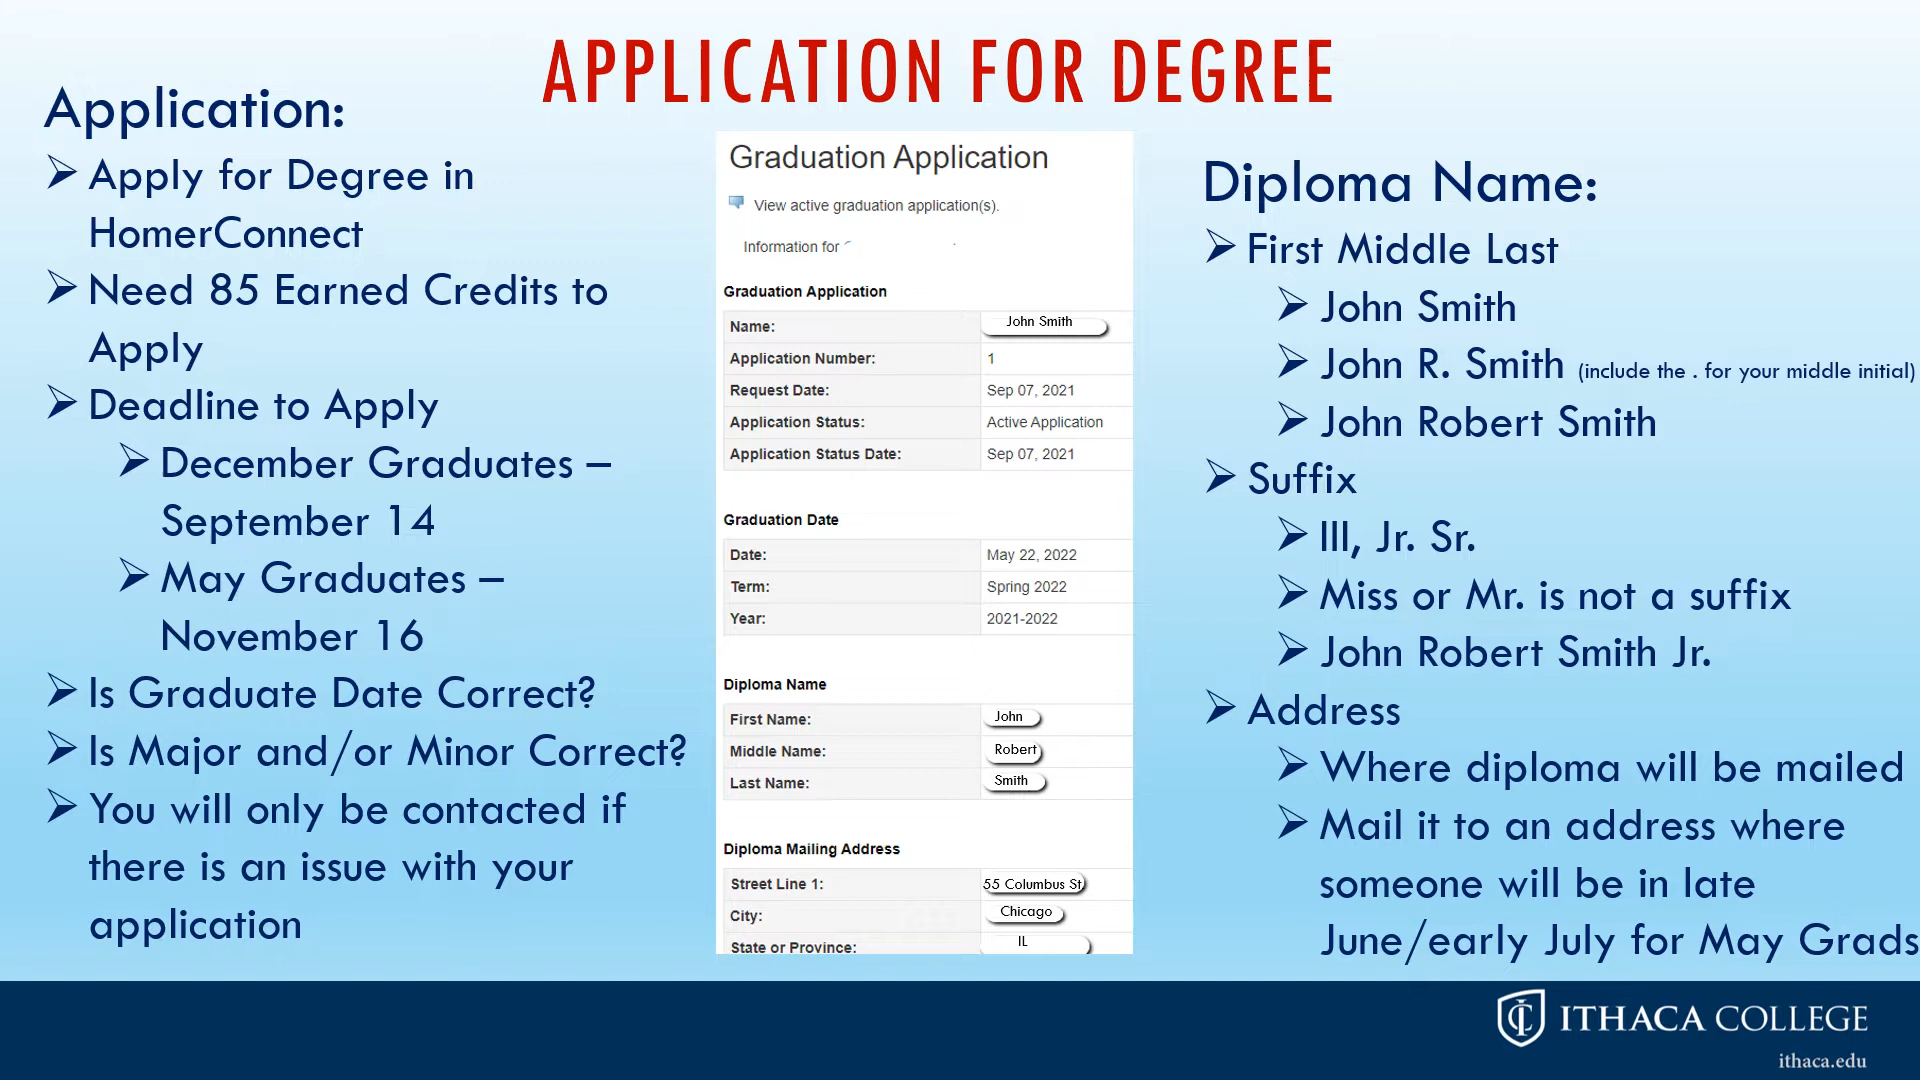 APPLICATION FOR DEGREE
Application:
Apply for Degree in
HomerConnect
Need 85 Earned Credits to
Apply
Deadline to Apply
December Graduates –
September 14
May Graduates –
November 16
Is Graduate Date Correct?
Is Major and/or Minor Correct?
You will only be contacted if
there is an issue with your
application
Graduation Application
View active graduation application(s).
Information for
Graduation Application
Name: John Smith
Application Number: 1
Request Date: Sep 07, 2021
Application Status: Active Application
Application Status Date: Sep 07, 2021
Graduation Date
Date: May 22, 2022
Term: Spring 2022
Year: 2021-2022
Diploma Name
First Name: John
Middle Name: Robert
Last Name: Smith
Diploma Mailing Address
Street Line 1: 55 Columbus St
City: Chicago
State or Province: IL
Diploma Name:
First Middle Last
John Smith
John R. Smith (include the . for your middle initial)
John Robert Smith
Suffix
III, Jr. Sr.
Miss or Mr. is not a suffix
John Robert Smith Jr.
Address
Where diploma will be mailed
Mail it to an address where
someone will be in late
June/early July for May Grads
ITHACA COLLEGE
ithaca.edu